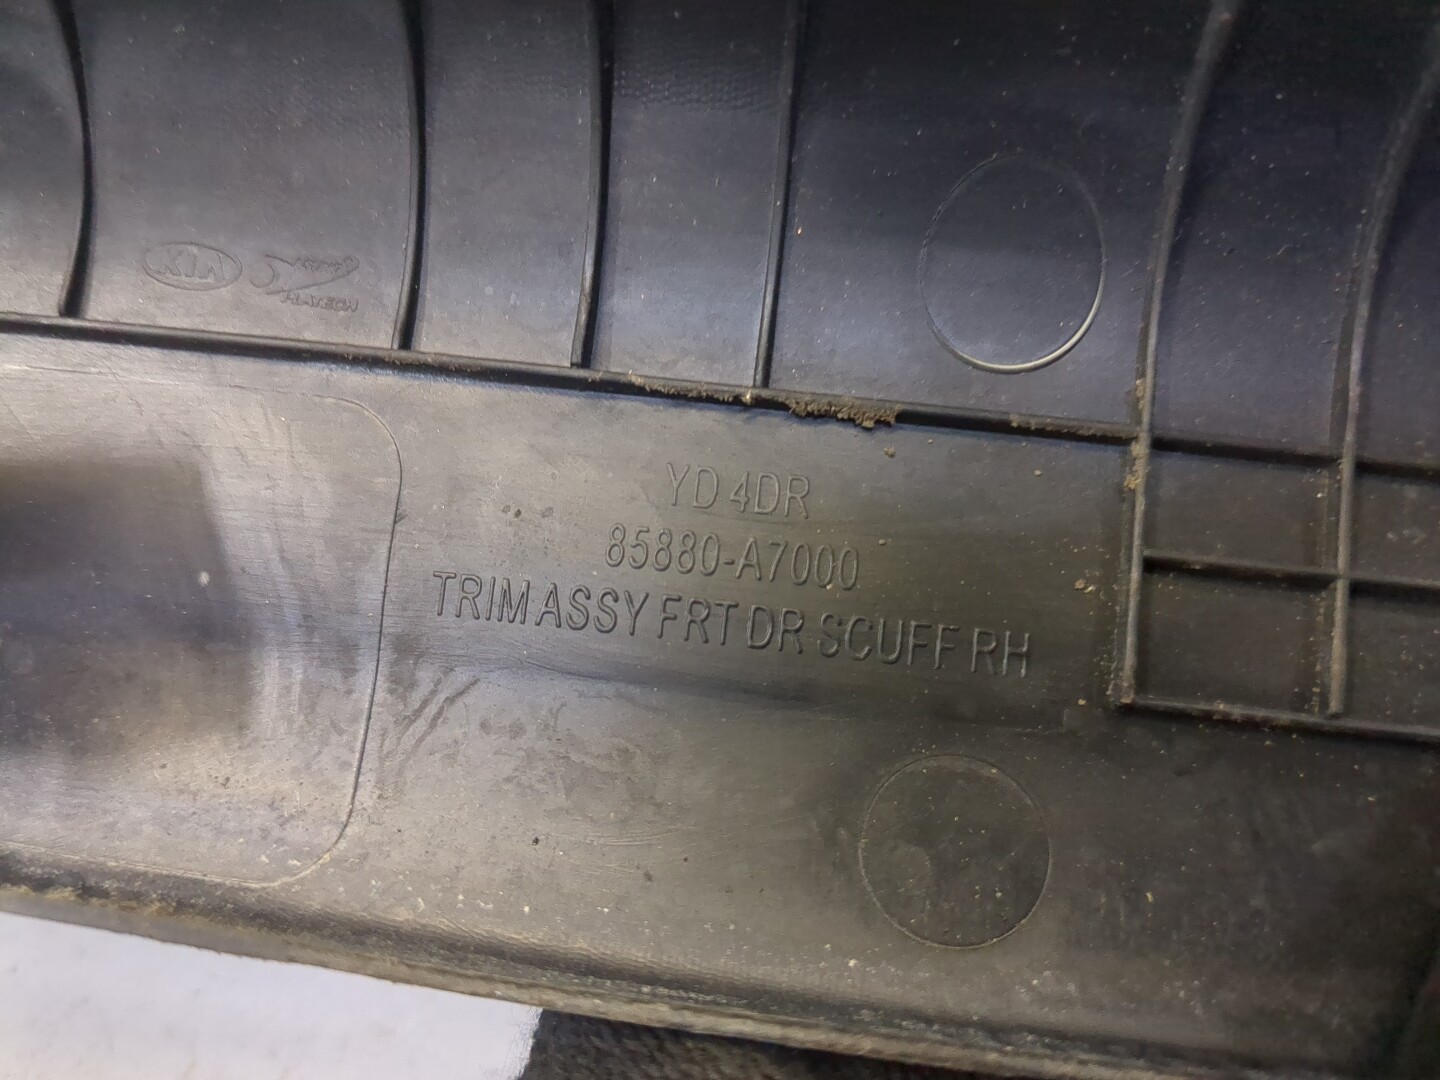 KIA
YD 4DR
85880-A7000
TRIM ASSY FRT DR SCUFF RH